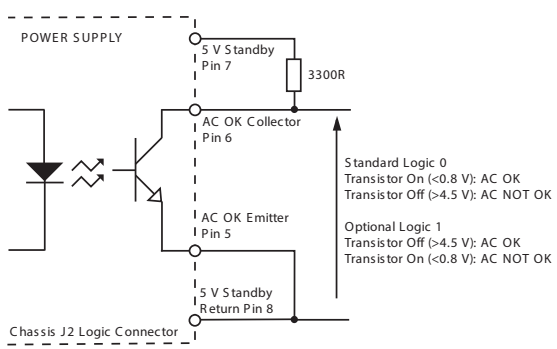 POWER SUPPLY
5 V Standby
Pin 7
3300R
AC OK Collector
Pin 6
Standard Logic 0
Transistor On (<0.8 V): AC OK
Transistor Off (>4.5 V): AC NOT OK
Optional Logic 1
Transistor Off (>4.5 V): AC OK
Transistor On (<0.8 V): AC NOT OK
AC OK Emitter
Pin 5
5 V Standby
Return Pin 8
Chassis J2 Logic Connector